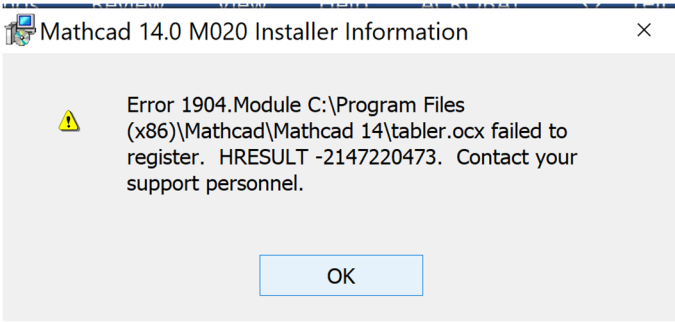 Mathcad 14.0 M020 Installer Information
Error 1904.Module C:\Program Files
(x86)\Mathcad\Mathcad 14\tabler.ocx failed to
register.  HRESULT -2147220473.  Contact your
support personnel.
OK